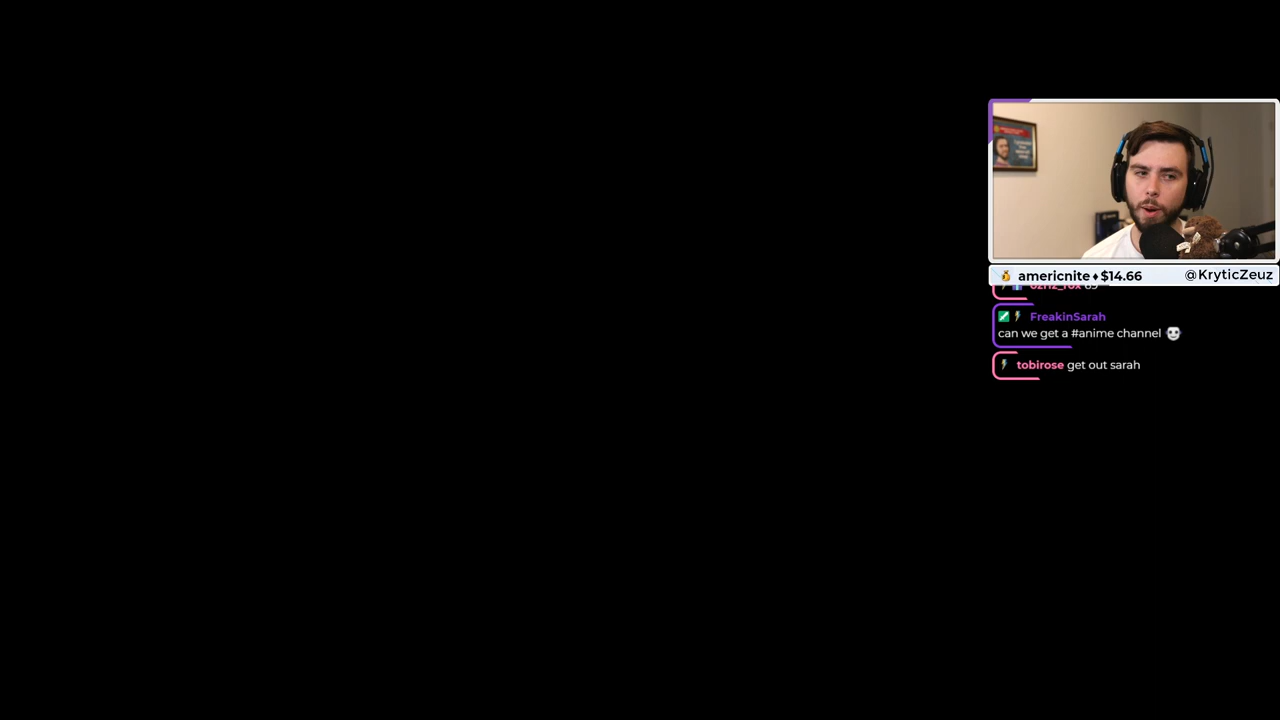 americnite ♦ $14.66 @KryticZeuz
FreakinSarah
can we get a #anime channel
tobirose get out sarah